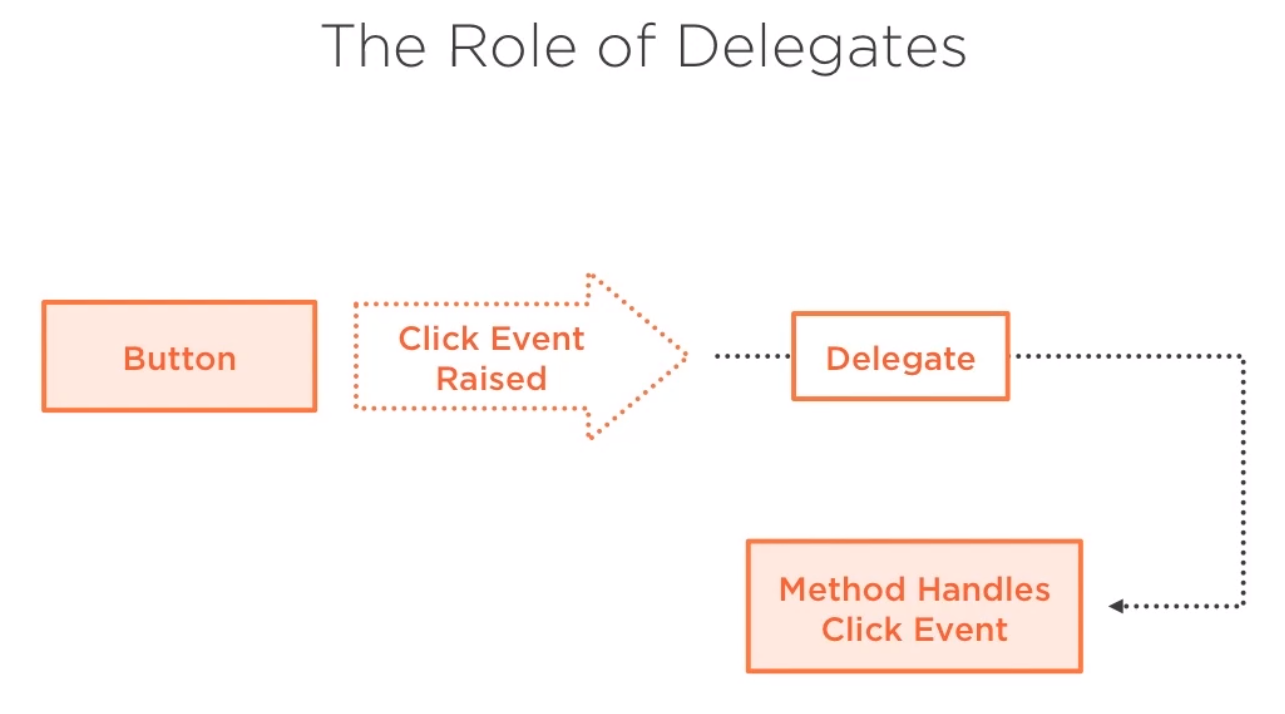 The Role of Delegates
Button
Click Event
Raised
Delegate
Method Handles
Click Event